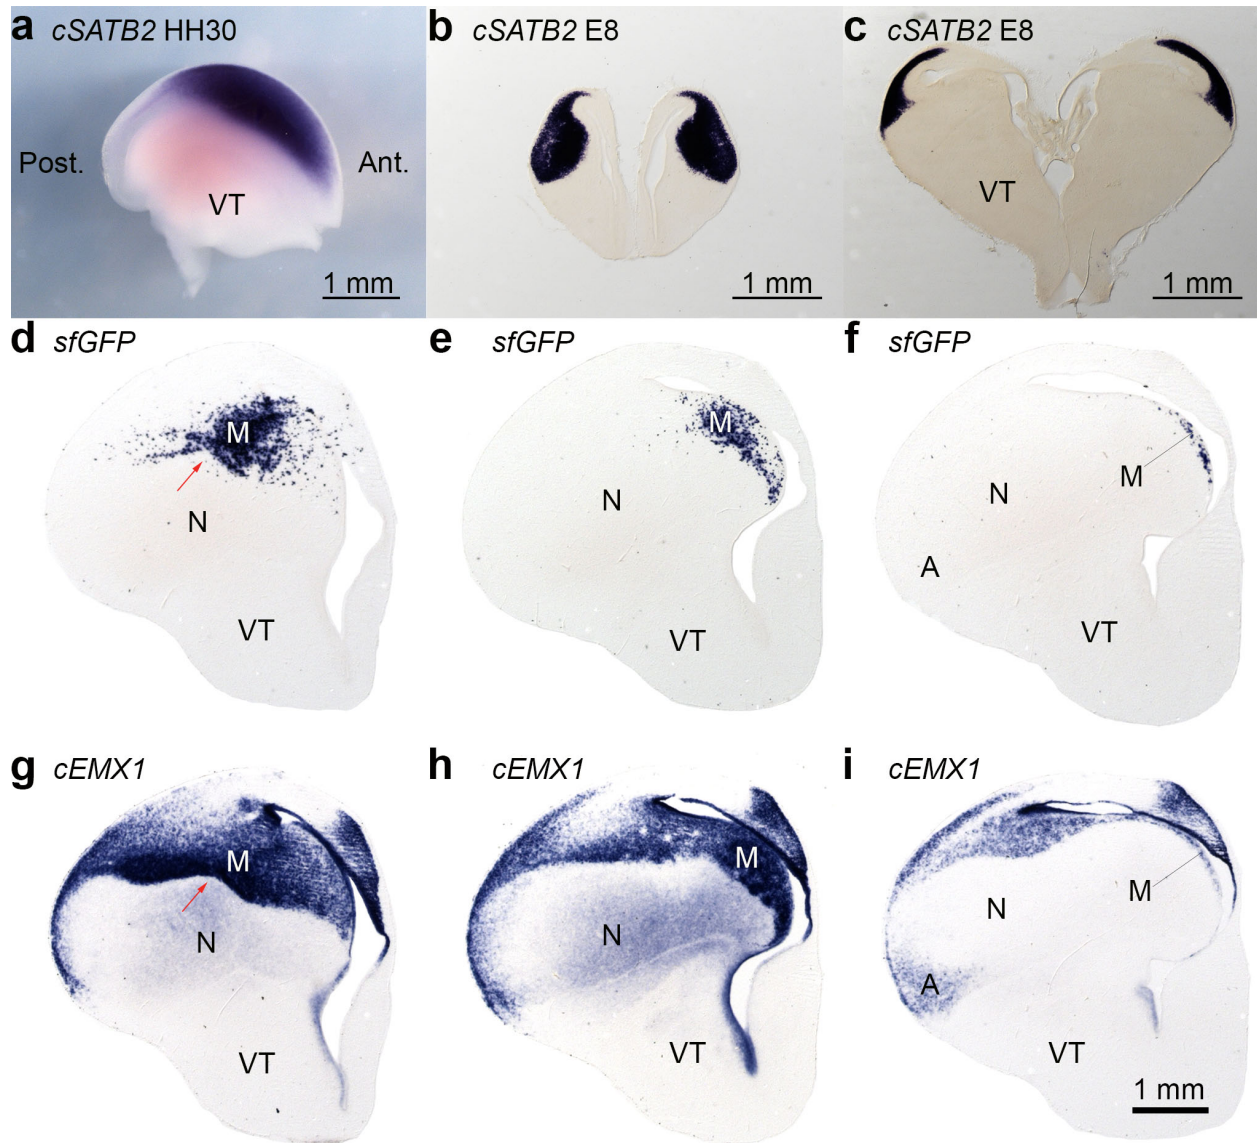 a cSATB2 HH30
Post.
Ant.
VT
1 mm
b cSATB2 E8
1 mm
c cSATB2 E8
VT
1 mm
d sfGFP
M
N
VT
e sfGFP
M
N
VT
f sfGFP
M
N
A
VT
g cEMX1
M
N
VT
h cEMX1
M
N
VT
i cEMX1
M
N
A
VT
1 mm